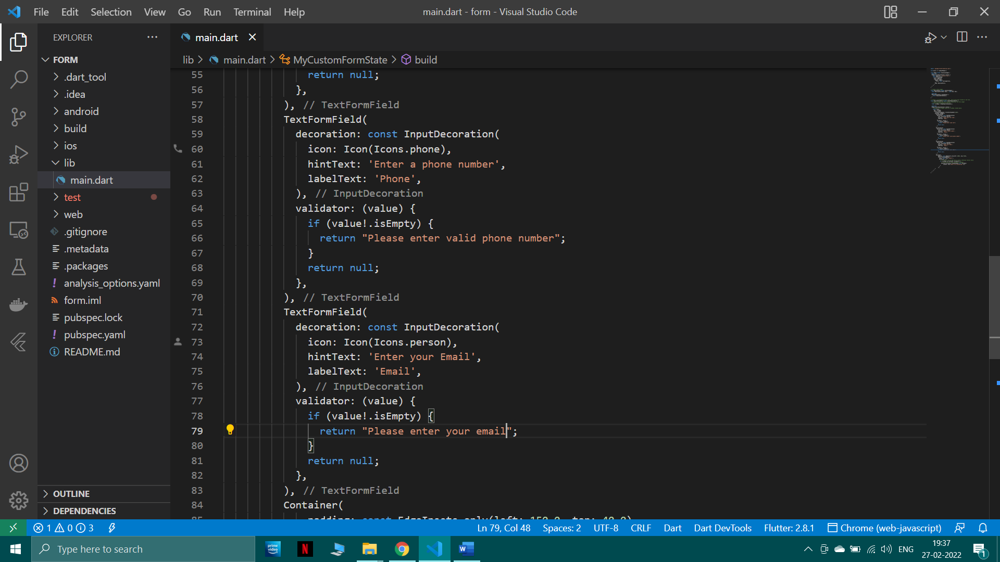 File Edit Selection View Go Run Terminal Help
main.dart - form - Visual Studio Code
EXPLORER
main.dart
FORM
.dart_tool
.idea
android
build
ios
lib
main.dart
test
web
.gitignore
.metadata
.packages
analysis_options.yaml
form.iml
pubspec.lock
pubspec.yaml
README.md
OUTLINE
DEPENDENCIES
lib > main.dart > MyCustomFormState > build
55 return null;
56 },
57 ), // TextFormField
58 TextFormField(
59 decoration: const InputDecoration(
60 icon: Icon(Icons.phone),
61 hintText: 'Enter a phone number',
62 labelText: 'Phone',
63 ), // InputDecoration
64 validator: (value) {
65 if (value!.isEmpty) {
66 return "Please enter valid phone number";
67 }
68 return null;
69 },
70 ), // TextFormField
71 TextFormField(
72 decoration: const InputDecoration(
73 icon: Icon(Icons.person),
74 hintText: 'Enter your Email',
75 labelText: 'Email',
76 ), // InputDecoration
77 validator: (value) {
78 if (value!.isEmpty) {
79 return "Please enter your email";
80 }
81 return null;
82 },
83 ), // TextFormField
84 Container(
1 0 3
Ln 79, Col 48 Spaces: 2 UTF-8 CRLF Dart Dart DevTools Flutter: 2.8.1 Chrome (web-javascript)
Type here to search
prime video
N
W
ENG
19:37
27-02-2022
1